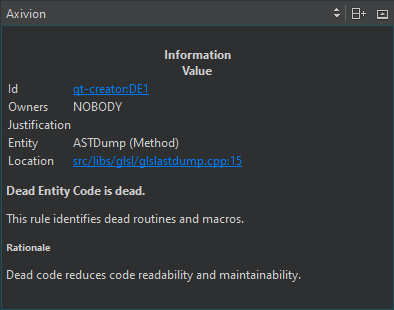 Axivion
Information
Value
Id qt-creator:DE1
Owners NOBODY
Justification
Entity ASTDump (Method)
Location src/libs/glsl/glslastdump.cpp:15
Dead Entity Code is dead.
This rule identifies dead routines and macros.
Rationale
Dead code reduces code readability and maintainability.